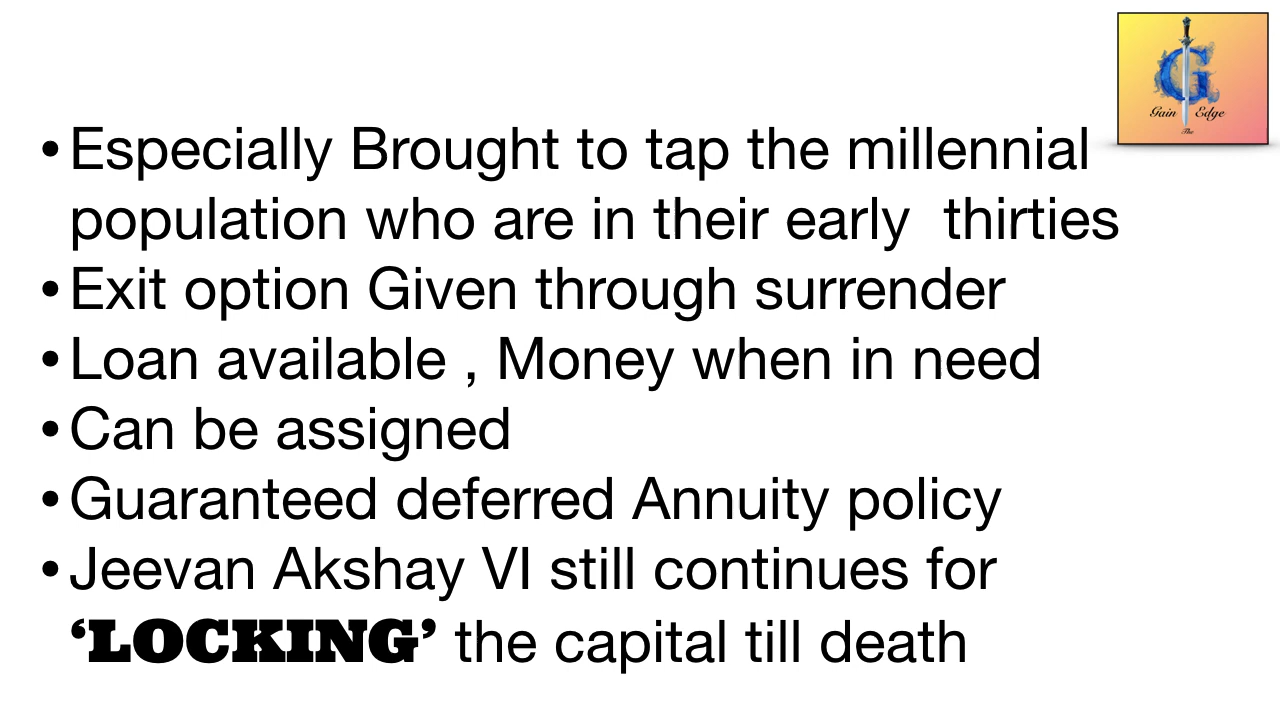 G
Gain Edge
The
•Especially Brought to tap the millennial
population who are in their early  thirties
•Exit option Given through surrender
•Loan available , Money when in need
•Can be assigned
•Guaranteed deferred Annuity policy
•Jeevan Akshay VI still continues for
‘LOCKING’ the capital till death